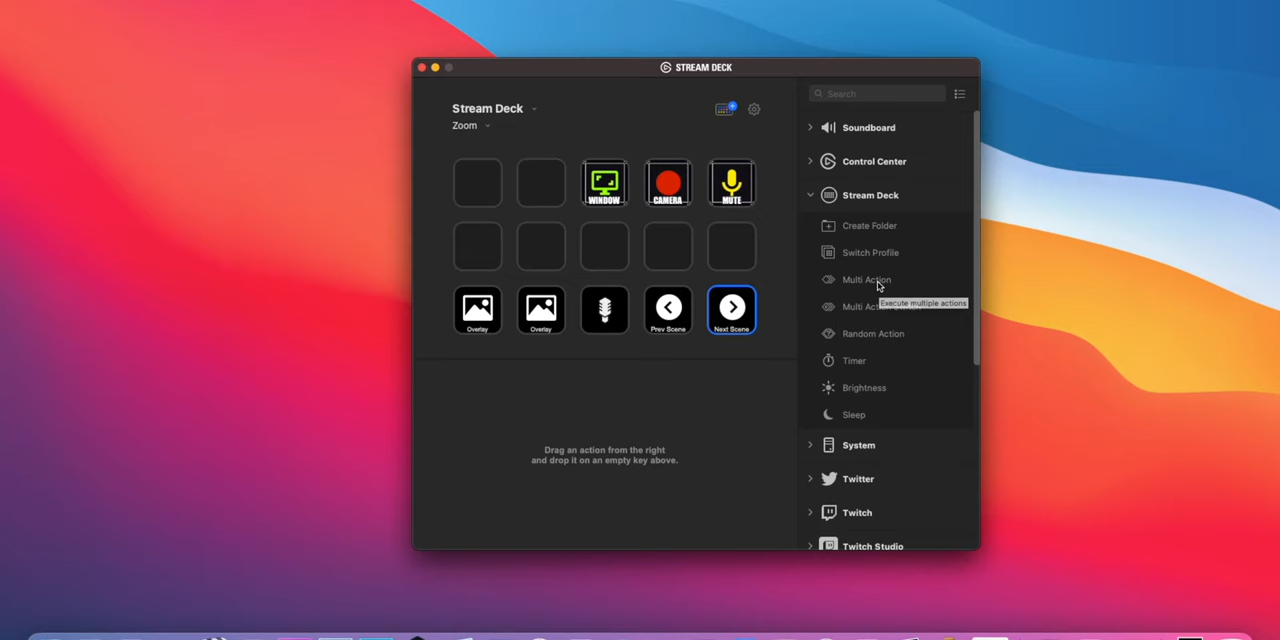 STREAM DECK
Stream Deck
Zoom
WINDOW
CAMERA
MUTE
Overlay
Overlay
Prev Scene
Next Scene
Drag an action from the right
and drop it on an empty key above.
Search
Soundboard
Control Center
Stream Deck
Create Folder
Switch Profile
Multi Action
Execute multiple actions
Multi Ac
Random Action
Timer
Brightness
Sleep
System
Twitter
Twitch
Twitch Studio